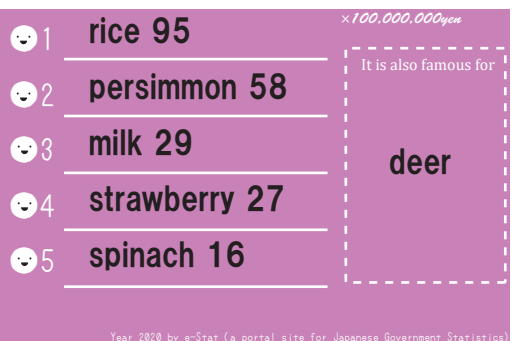 ×100,000,000yen
1 rice 95
2 persimmon 58
3 milk 29
4 strawberry 27
5 spinach 16
It is also famous for
deer
Year 2020 by e-Stat (a portal site for Japanese Government Statistics)